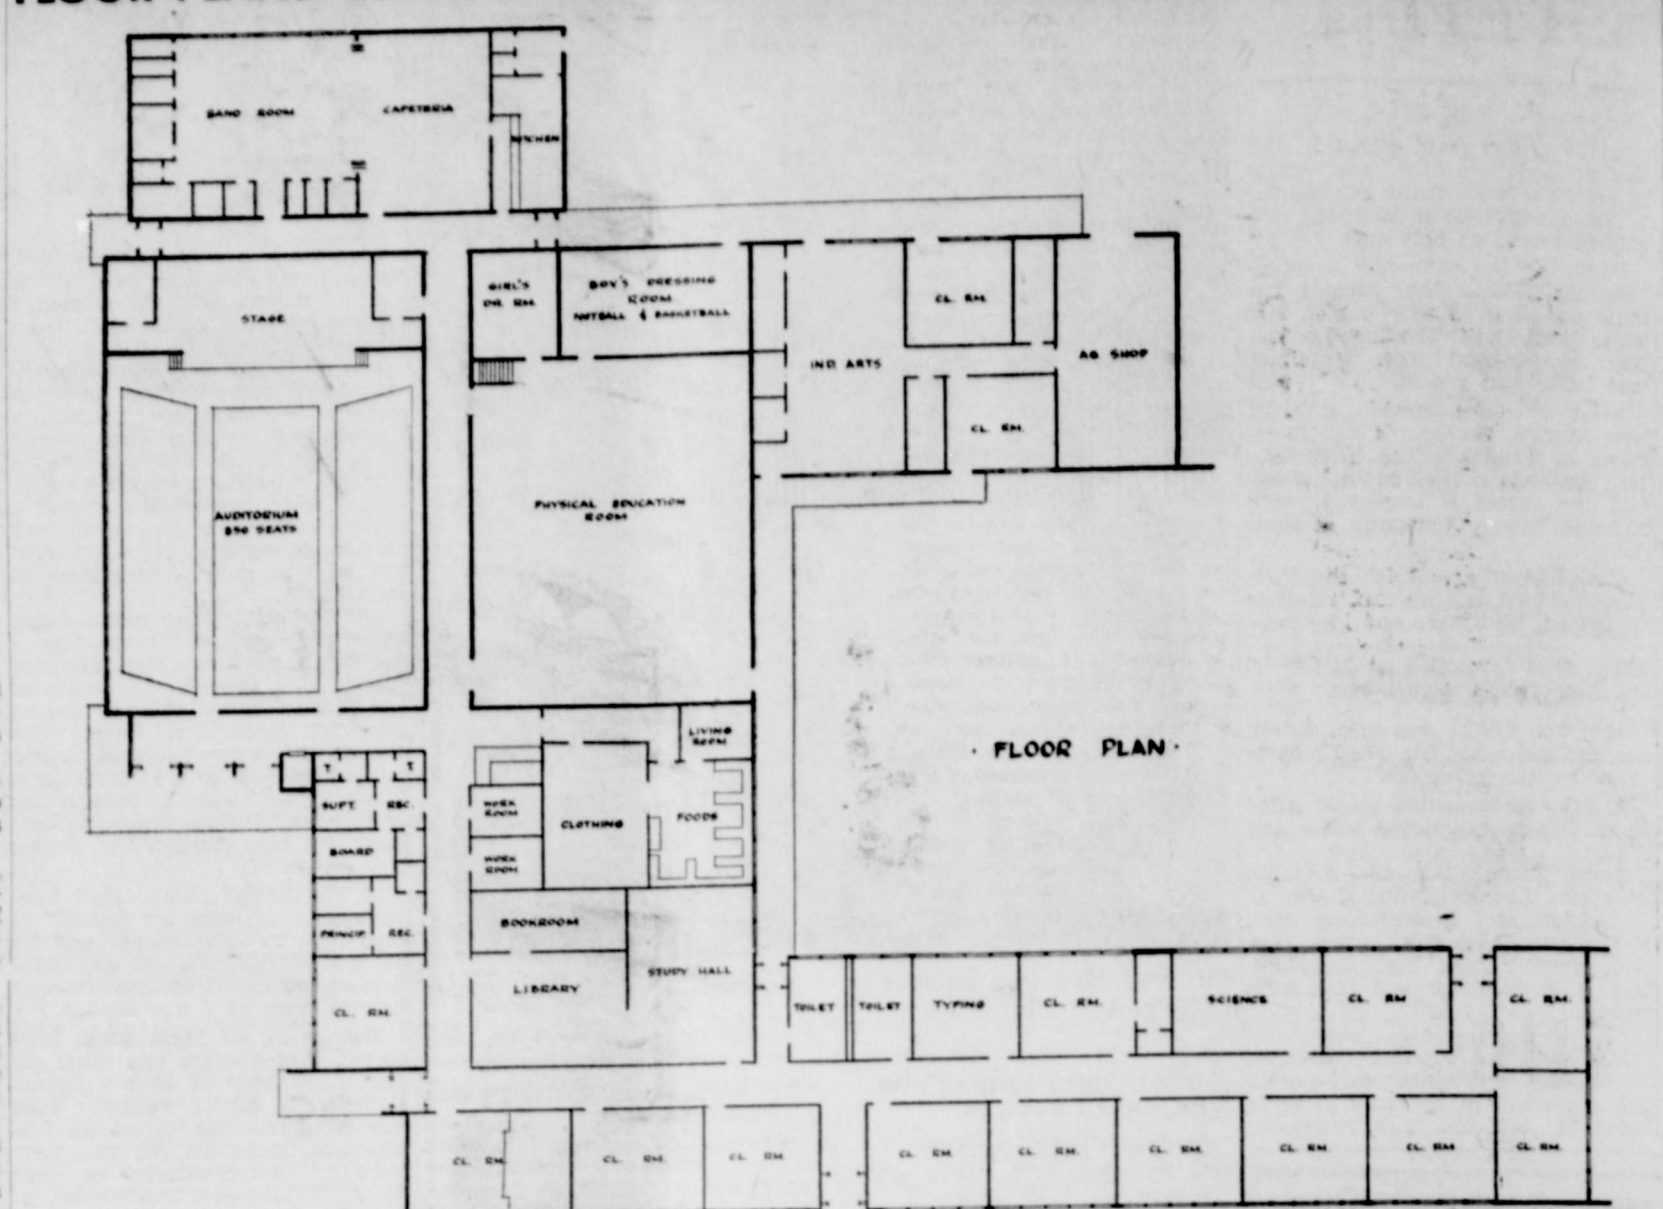 BAND ROOM
CAFETERIA
KITCHEN
STAGE
GIRL'S
DR. RM.
BOY'S DRESSING
ROOM
FOOTBALL & BASKETBALL
IND. ARTS
CL. RM.
AG SHOP
CL. RM.
AUDITORIUM
850 SEATS
PHYSICAL EDUCATION
ROOM
LIVING
ROOM
· FLOOR PLAN ·
T.
T.
SUPT.
REC.
WORK
ROOM
CLOTHING
FOODS
BOARD
WORK
ROOM
PRINCIP.
REC.
BOOKROOM
LIBRARY
STUDY HALL
CL. RM.
TOILET
TOILET
TYPING
CL. RM.
SCIENCE
CL. RM
CL. RM.
CL. RM.
CL. RM.
CL. RM.
CL. RM.
CL. RM.
CL. RM.
CL. RM.
CL. RM
CL. RM.